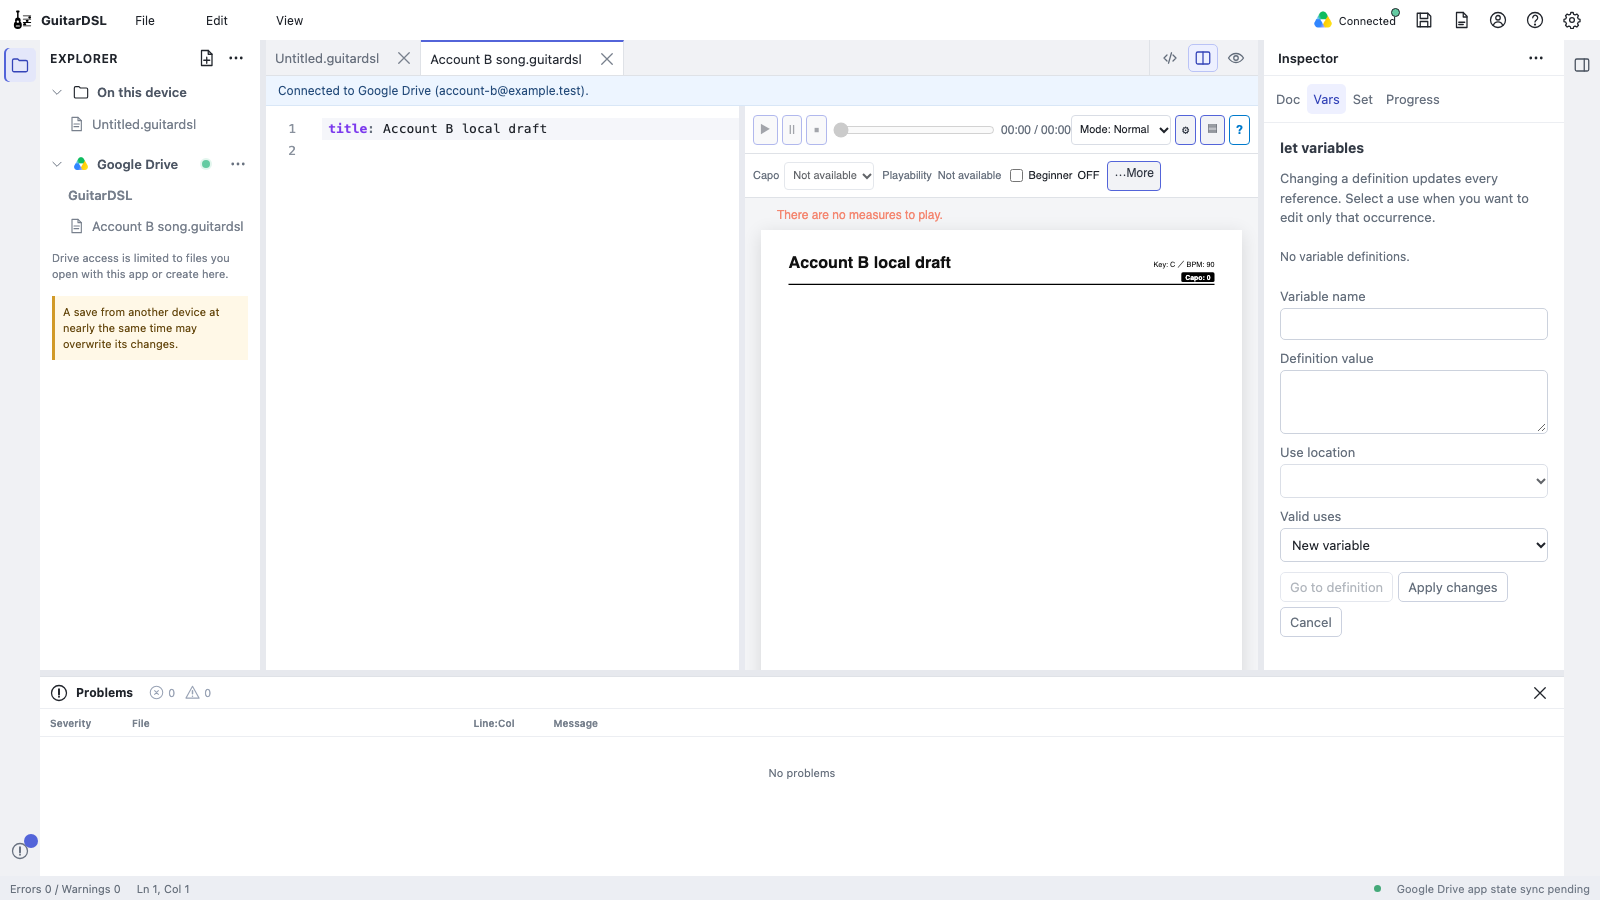 GuitarDSL
File
Edit
View
Connected
EXPLORER
On this device
Untitled.guitardsl
Google Drive
GuitarDSL
Account B song.guitardsl
Drive access is limited to files you
open with this app or create here.
A save from another device at
nearly the same time may
overwrite its changes.
Untitled.guitardsl
Account B song.guitardsl
Connected to Google Drive (account-b@example.test).
1 title: Account B local draft
2
00:00 / 00:00
Mode: Normal
?
Capo
Not available
Playability Not available
Beginner OFF
...More
There are no measures to play.
Account B local draft
Key: C ／ BPM: 90
Capo: 0
Inspector
Doc
Vars
Set
Progress
let variables
Changing a definition updates every
reference. Select a use when you want to
edit only that occurrence.
No variable definitions.
Variable name
Definition value
Use location
Valid uses
New variable
Go to definition
Apply changes
Cancel
Problems
0
0
Severity
File
Line:Col
Message
No problems
Errors 0 / Warnings 0
Ln 1, Col 1
Google Drive app state sync pending